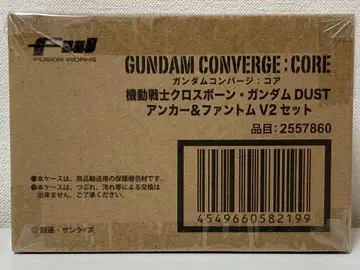 FW
FUSION WORKS
GUNDAM CONVERGE:CORE
ガンダムコンバージ:コア
機動戦士クロスボーン・ガンダム DUST
アンカー&ファントム V2 セット
品目:2557860
●本ケースは、商品輸送用の保護梱包材です。
●本ケースは、つぶれ、汚れ等による交換は
出来ません。ご了承ください。
4549660582199
©創通・サンライズ